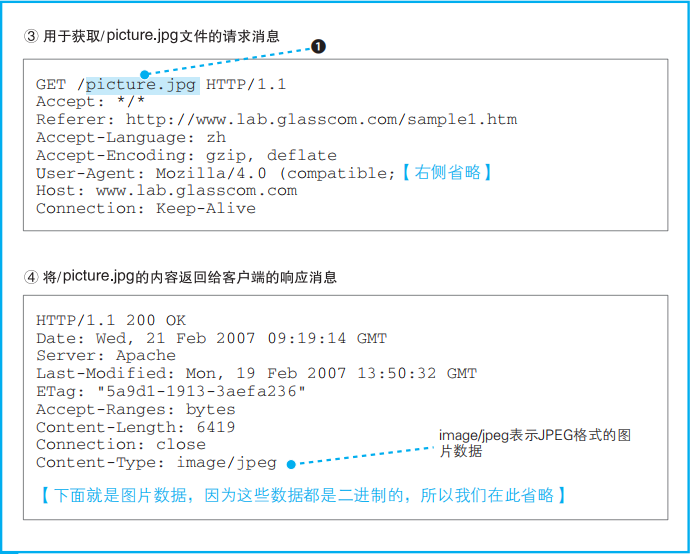 ③ 用于获取/picture.jpg文件的请求消息
❶
GET /picture.jpg HTTP/1.1
Accept: */*
Referer: http://www.lab.glasscom.com/sample1.htm
Accept-Language: zh
Accept-Encoding: gzip, deflate
User-Agent: Mozilla/4.0 (compatible;【右侧省略】
Host: www.lab.glasscom.com
Connection: Keep-Alive
④ 将/picture.jpg的内容返回给客户端的响应消息
HTTP/1.1 200 OK
Date: Wed, 21 Feb 2007 09:19:14 GMT
Server: Apache
Last-Modified: Mon, 19 Feb 2007 13:50:32 GMT
ETag: "5a9d1-1913-3aefa236"
Accept-Ranges: bytes
Content-Length: 6419
Connection: close
Content-Type: image/jpeg
image/jpeg表示JPEG格式的图
片数据
【下面就是图片数据，因为这些数据都是二进制的，所以我们在此省略】